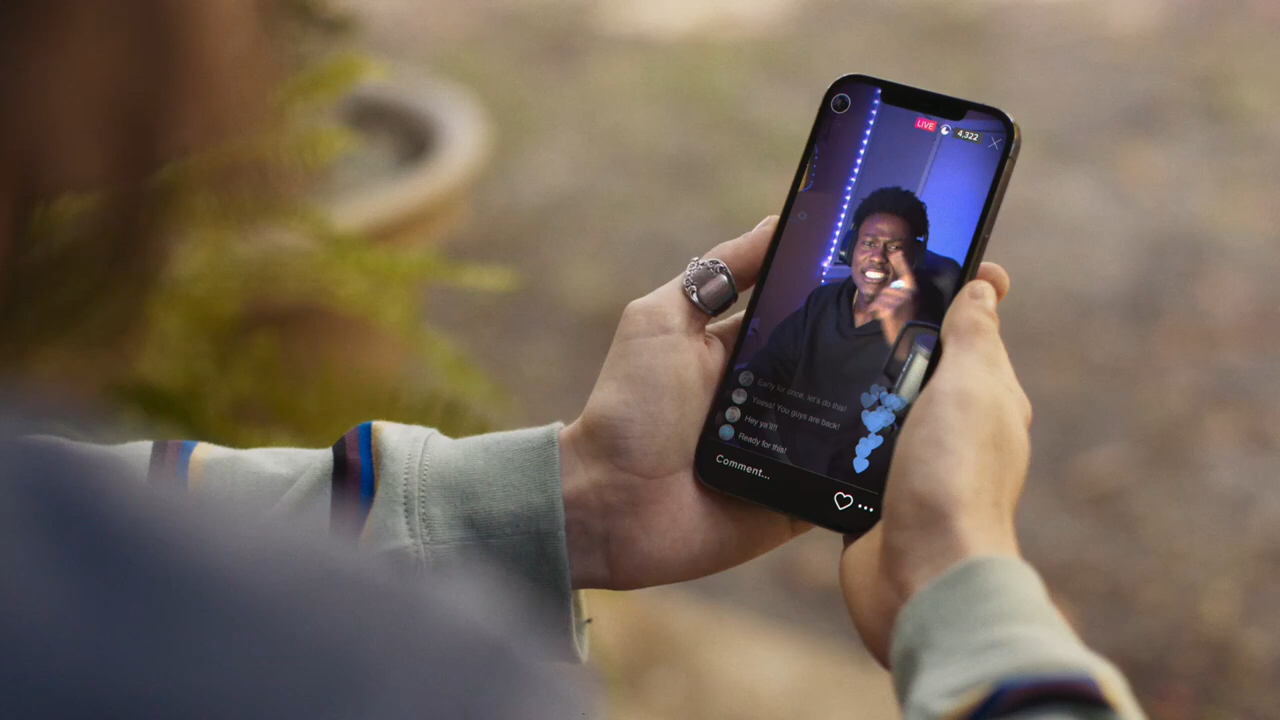 LIVE
4,322
Early for once, let's do this!
Yeess! You guys are back!
Hey ya'll!!
Ready for this!
Comment...